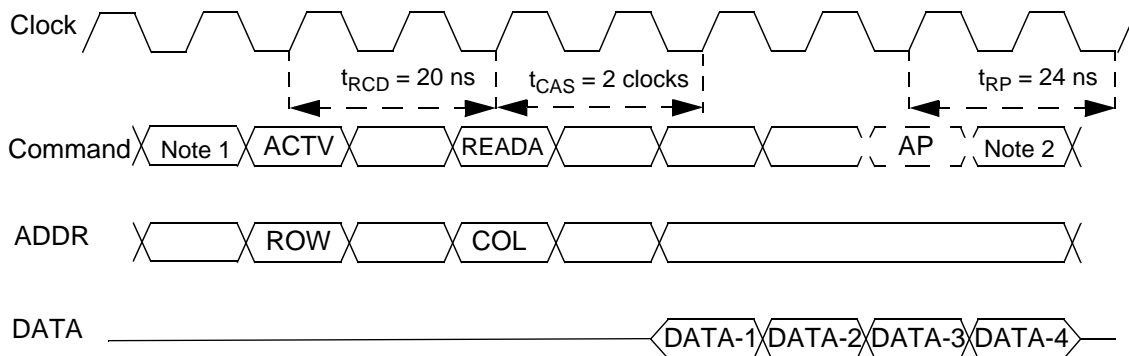 Clock
tRCD = 20 ns tCAS = 2 clocks tRP = 24 ns
Command Note 1 ACTV READA AP Note 2
ADDR ROW COL
DATA DATA-1 DATA-2 DATA-3 DATA-4